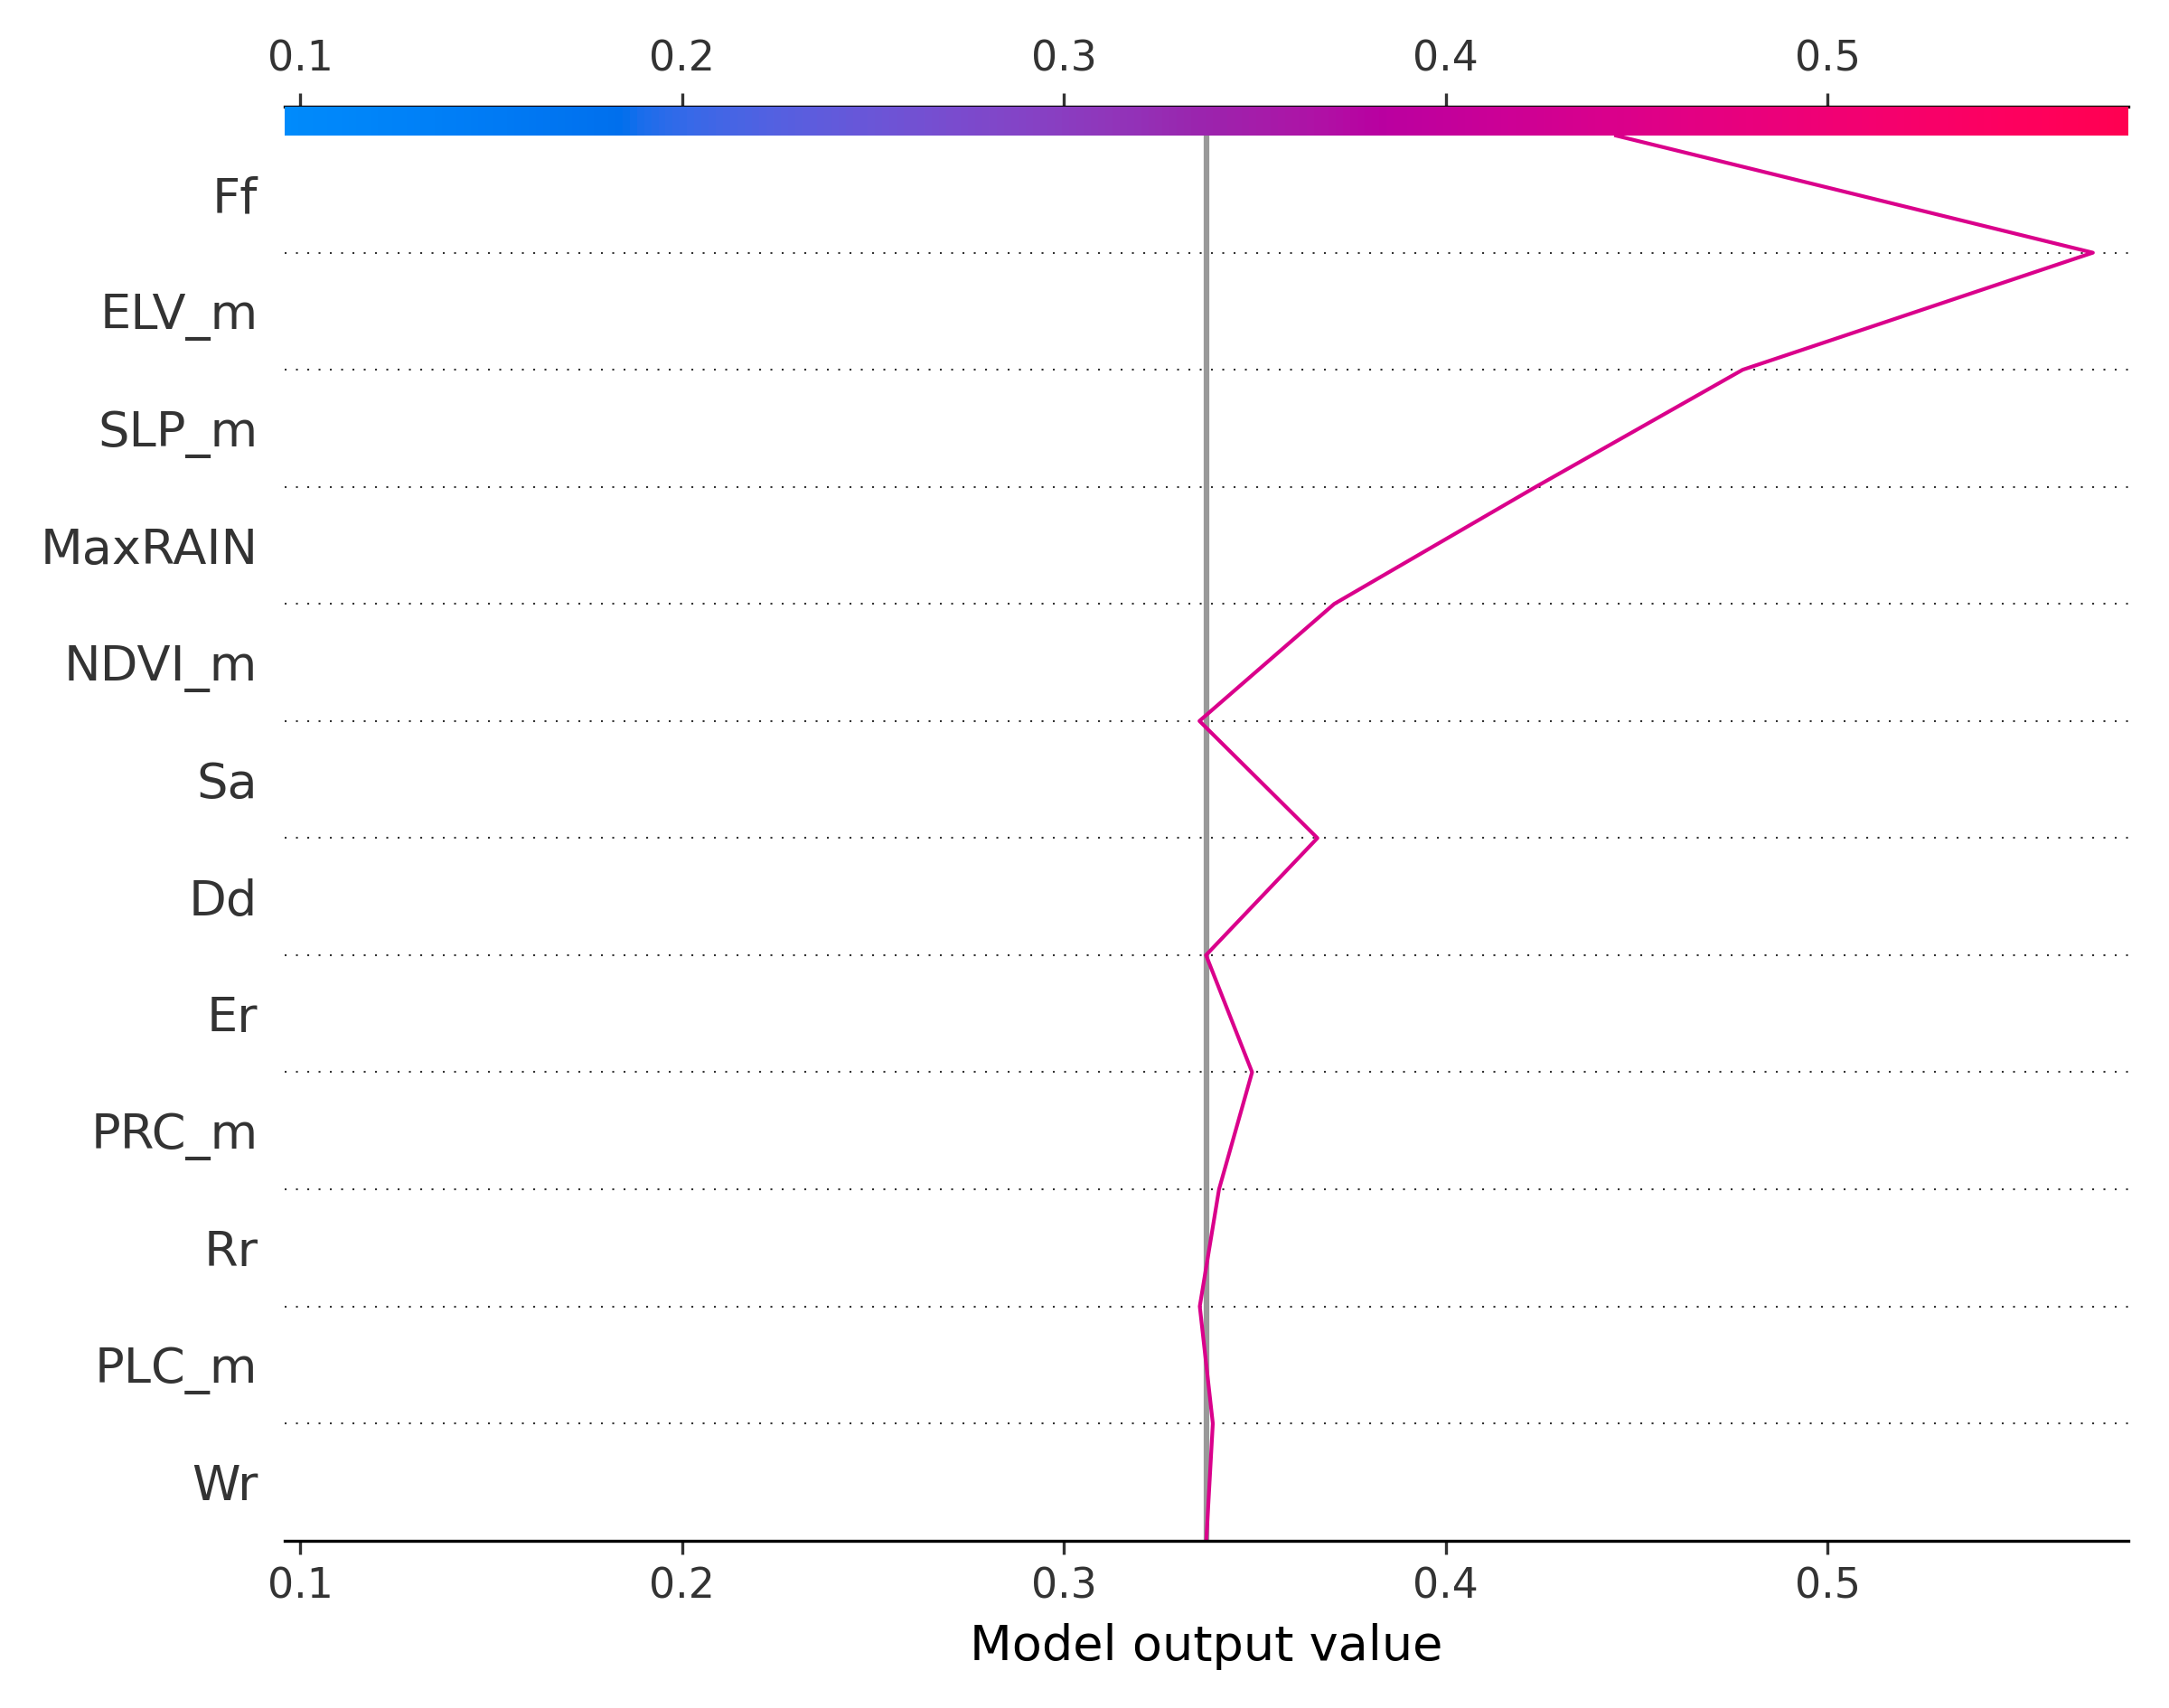 0.1 0.2 0.3 0.4 0.5
Ff
ELV_m
SLP_m
MaxRAIN
NDVI_m
Sa
Dd
Er
PRC_m
Rr
PLC_m
Wr
0.1 0.2 0.3 0.4 0.5
Model output value